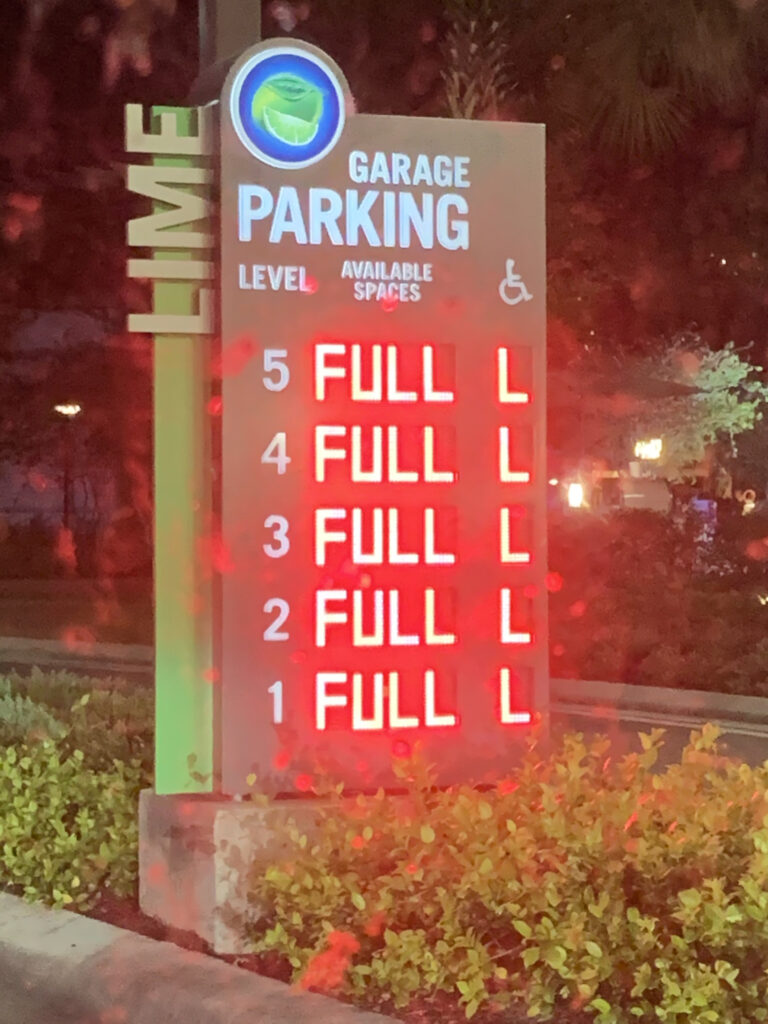 LIME
GARAGE
PARKING
LEVEL AVAILABLE SPACES
5 FULL L
4 FULL L
3 FULL L
2 FULL L
1 FULL L